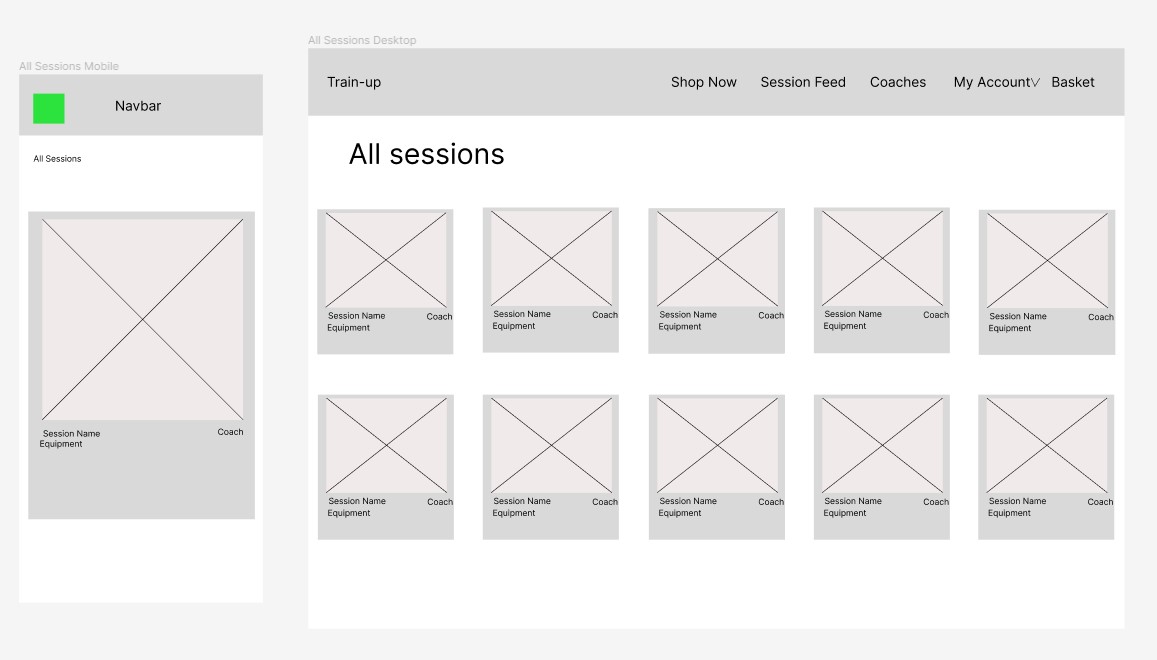 All Sessions Mobile
Navbar
All Sessions
Session Name Coach
Equipment
All Sessions Desktop
Train-up Shop Now Session Feed Coaches My Account Basket
All sessions
Session Name Coach
Equipment
Session Name Coach
Equipment
Session Name Coach
Equipment
Session Name Coach
Equipment
Session Name Coach
Equipment
Session Name Coach
Equipment
Session Name Coach
Equipment
Session Name Coach
Equipment
Session Name Coach
Equipment
Session Name Coach
Equipment